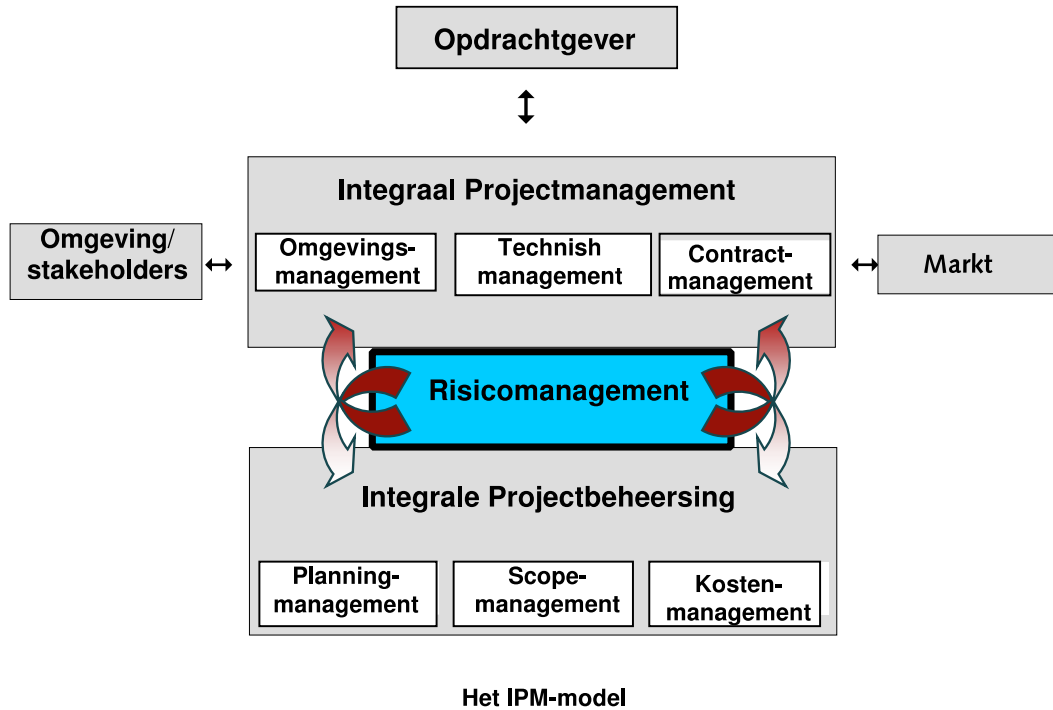 Opdrachtgever
Integraal Projectmanagement
Omgeving/
stakeholders
Omgevings-
management
Technish
management
Contract-
management
Markt
Risicomanagement
Integrale Projectbeheersing
Planning-
management
Scope-
management
Kosten-
management
Het IPM-model